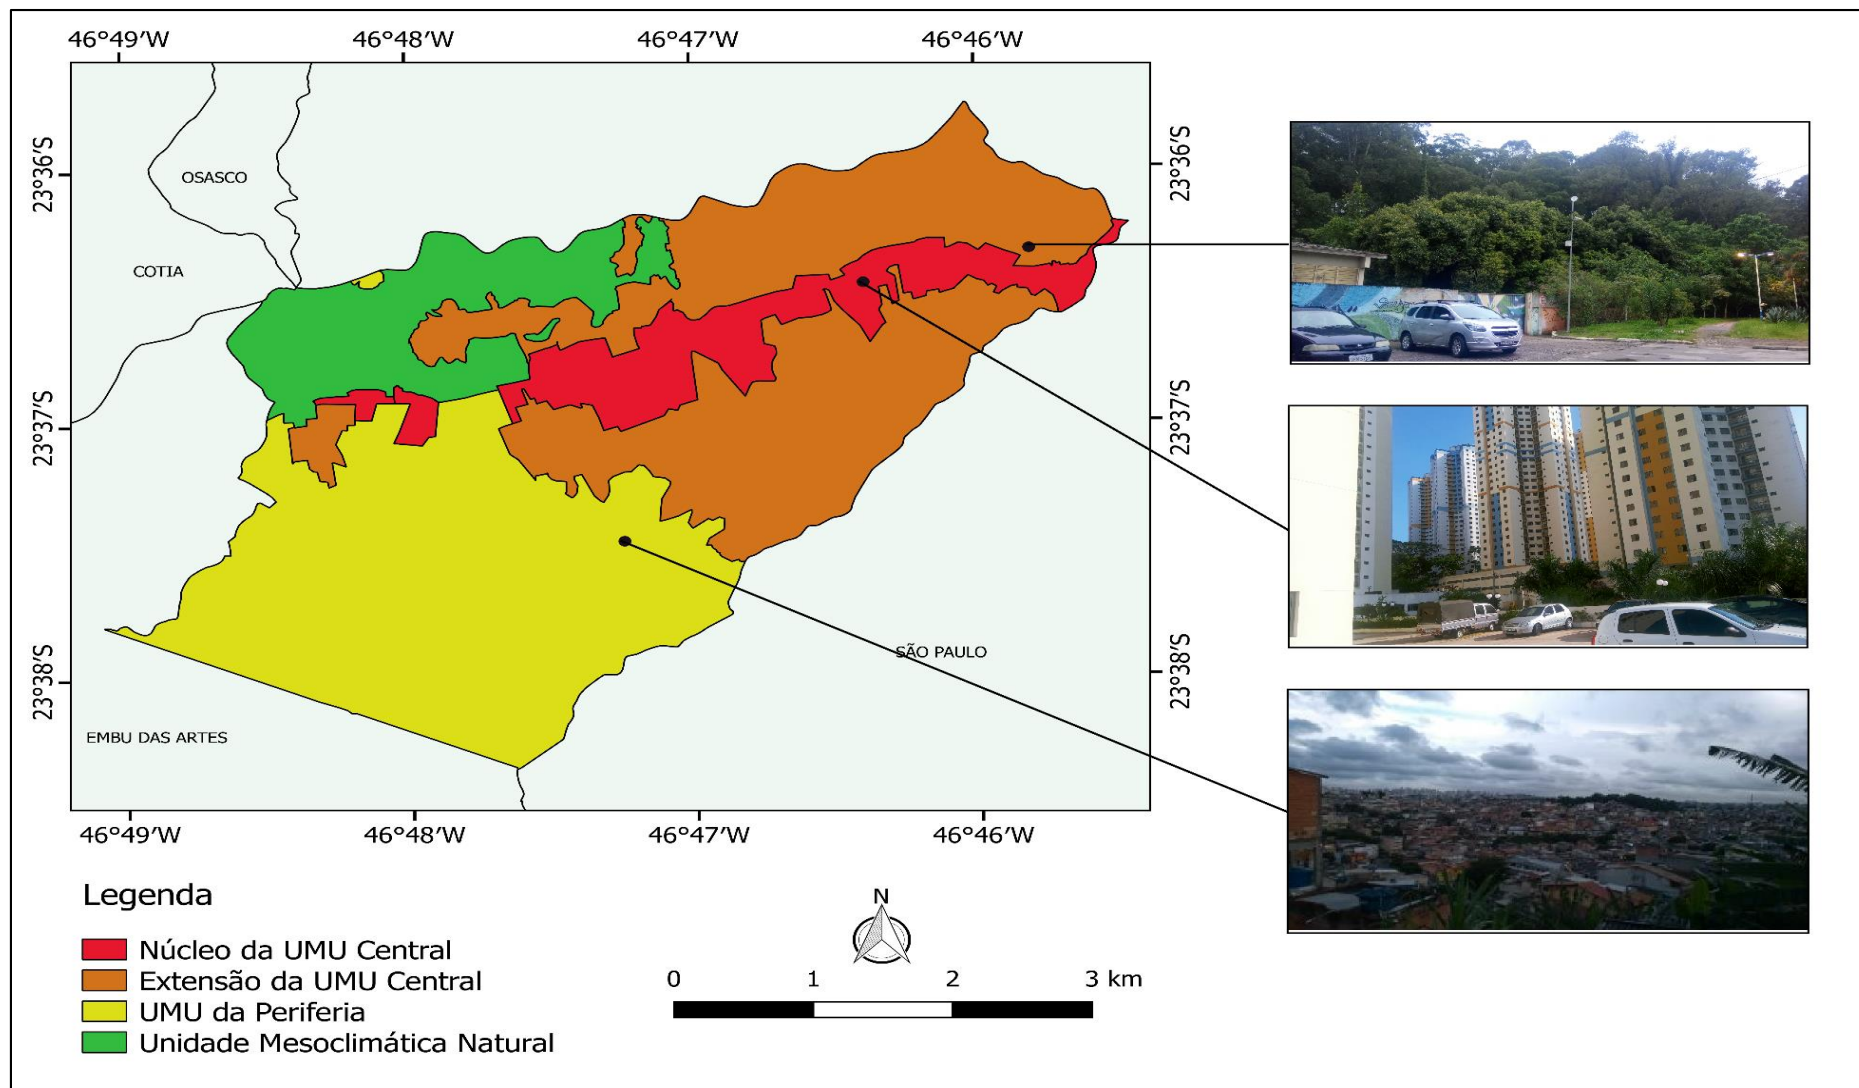 46°49'W 46°48'W 46°47'W 46°46'W
23°36'S
23°36'S
OSASCO
COTIA
23°37'S
23°37'S
SÃO PAULO
23°38'S
23°38'S
EMBU DAS ARTES
46°49'W 46°48'W 46°47'W 46°46'W
Legenda
Núcleo da UMU Central
Extensão da UMU Central
UMU da Periferia
Unidade Mesoclimática Natural
N
0 1 2 3 km